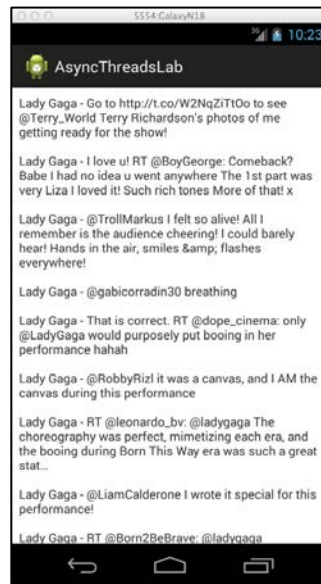 5554:GalaxyN18
3G 10:23
AsyncThreadsLab
Lady Gaga - Go to http://t.co/W2NqZiTtOo to see
@Terry_World Terry Richardson's photos of me
getting ready for the show!
Lady Gaga - I love u! RT @BoyGeorge: Comeback?
Babe I had no idea u went anywhere The 1st part was
very Liza I loved it! Such rich tones More of that! x
Lady Gaga - @TrollMarkus I felt so alive! All I
remember is the audience cheering! I could barely
hear! Hands in the air, smiles &amp; flashes
everywhere!
Lady Gaga - @gabicorradin30 breathing
Lady Gaga - That is correct. RT @dope_cinema: only
@LadyGaga would purposely put booing in her
performance hahah
Lady Gaga - @RobbyRizl it was a canvas, and I AM the
canvas during this performance
Lady Gaga - RT @leonardo_bv: @ladygaga The
choreography was perfect, mimetizing each era, and
the booing during Born This Way era was such a great
stat...
Lady Gaga - @LiamCalderone I wrote it special for this
performance!
Lady Gaga - RT @Born2BeBrave: @ladygaga